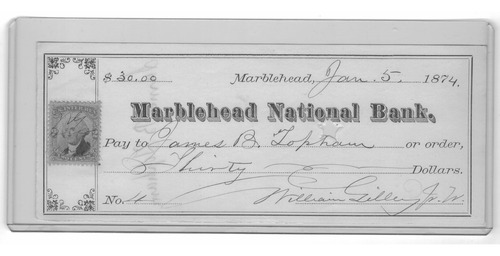 $ 30.00 Marblehead, Jan. 5, 1874.
Marblehead National Bank.
Pay to James B. Topham or order,
Thirty Dollars.
No. 4 William Gilley Jr. W.